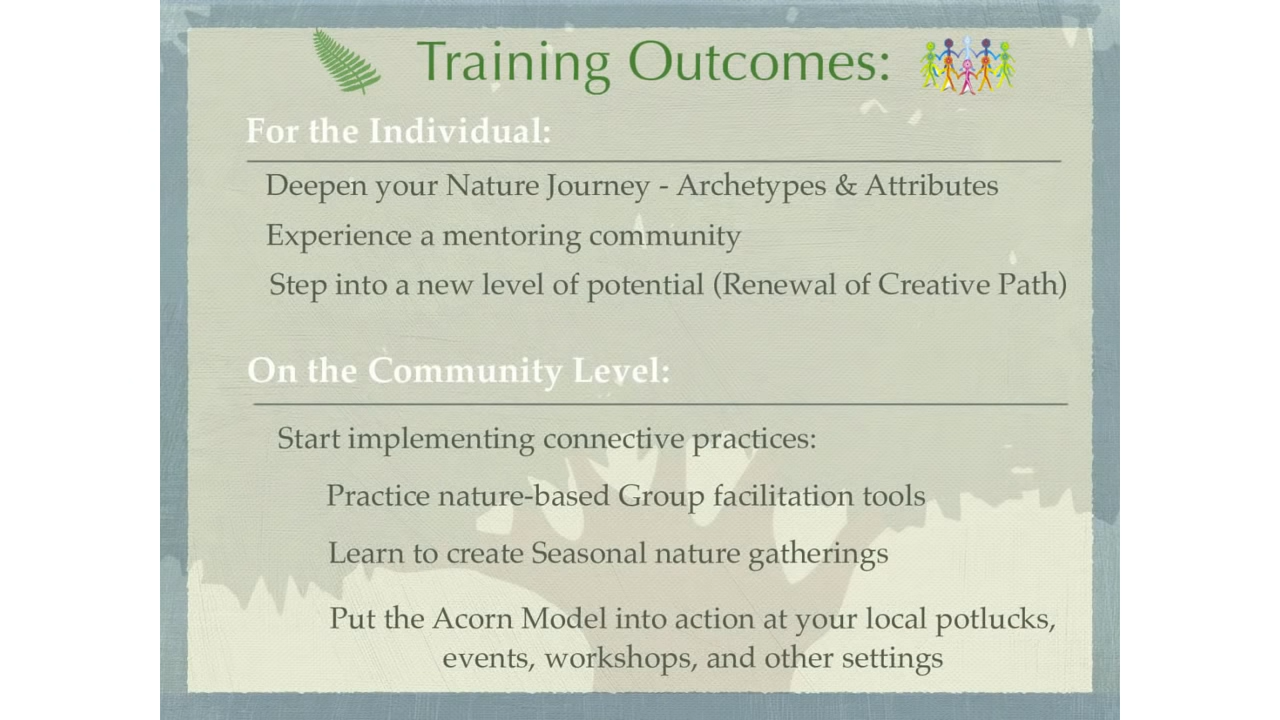 Training Outcomes:
For the Individual:
Deepen your Nature Journey - Archetypes & Attributes
Experience a mentoring community
Step into a new level of potential (Renewal of Creative Path)
On the Community Level:
Start implementing connective practices:
Practice nature-based Group facilitation tools
Learn to create Seasonal nature gatherings
Put the Acorn Model into action at your local potlucks,
events, workshops, and other settings